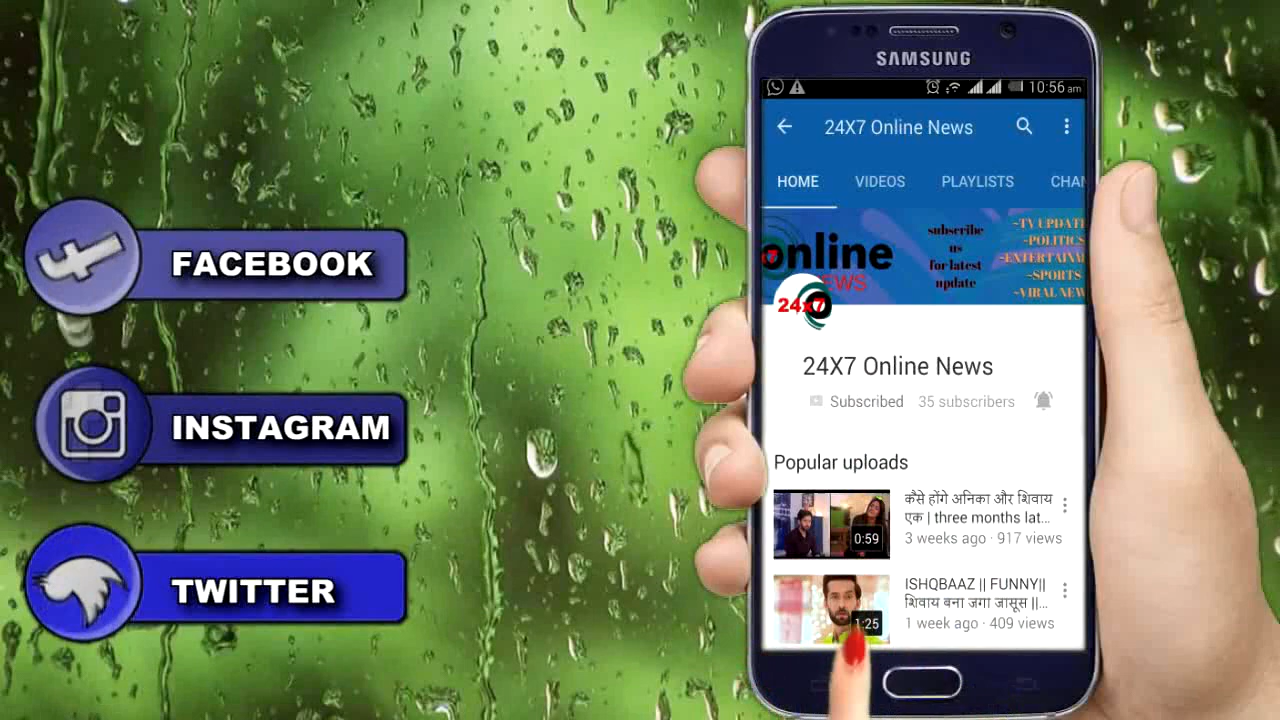 FACEBOOK
INSTAGRAM
TWITTER
SAMSUNG
10:56 am
24X7 Online News
HOME VIDEOS PLAYLISTS CHAN
online
NEWS
24x7
subscribe
us
for latest
update
~TV UPDATE
~POLITICS
~ENTERTAINM
~SPORTS
~VIRAL NEW
24X7 Online News
Subscribed 35 subscribers
Popular uploads
0:59
कैसे होंगे अनिका और शिवाय
एक | three months lat...
3 weeks ago · 917 views
1:25
ISHQBAAZ || FUNNY||
शिवाय बना जगा जासूस ||...
1 week ago · 409 views